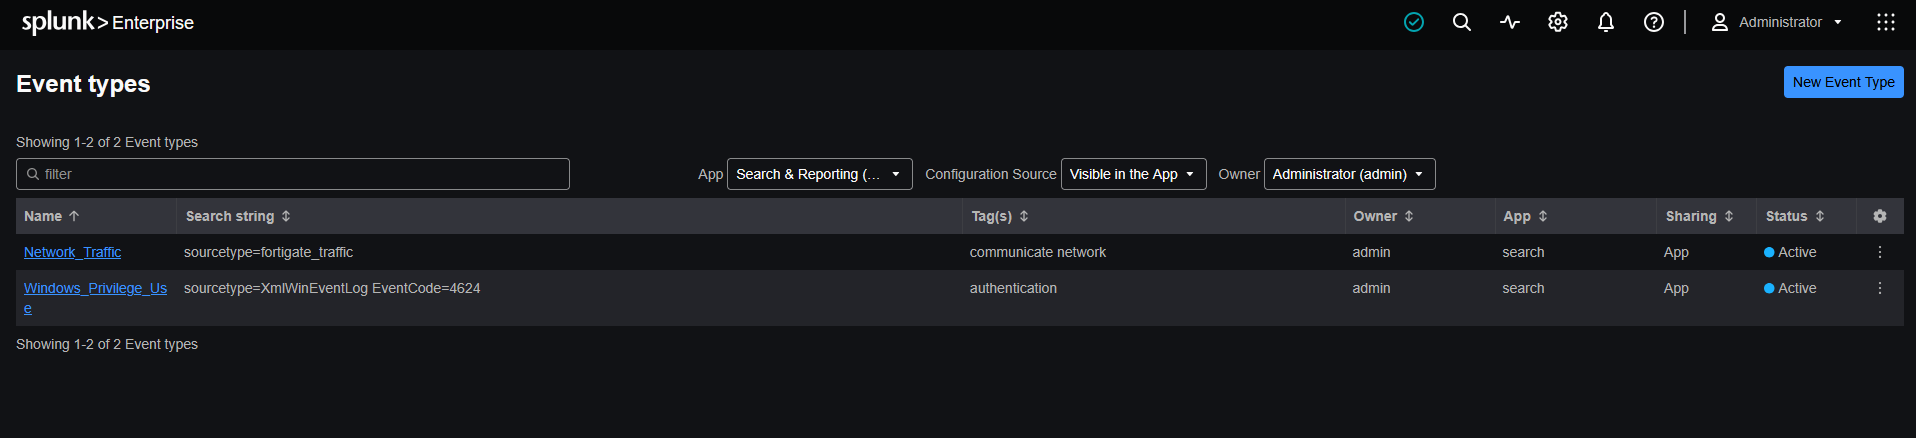 splunk> Enterprise
Administrator
Event types
New Event Type
Showing 1-2 of 2 Event types
filter
App Search & Reporting (... Configuration Source Visible in the App Owner Administrator (admin)
Name Search string Tag(s) Owner App Sharing Status
Network_Traffic sourcetype=fortigate_traffic communicate network admin search App Active
Windows_Privilege_Us sourcetype=XmlWinEventLog EventCode=4624 authentication admin search App Active
e
Showing 1-2 of 2 Event types